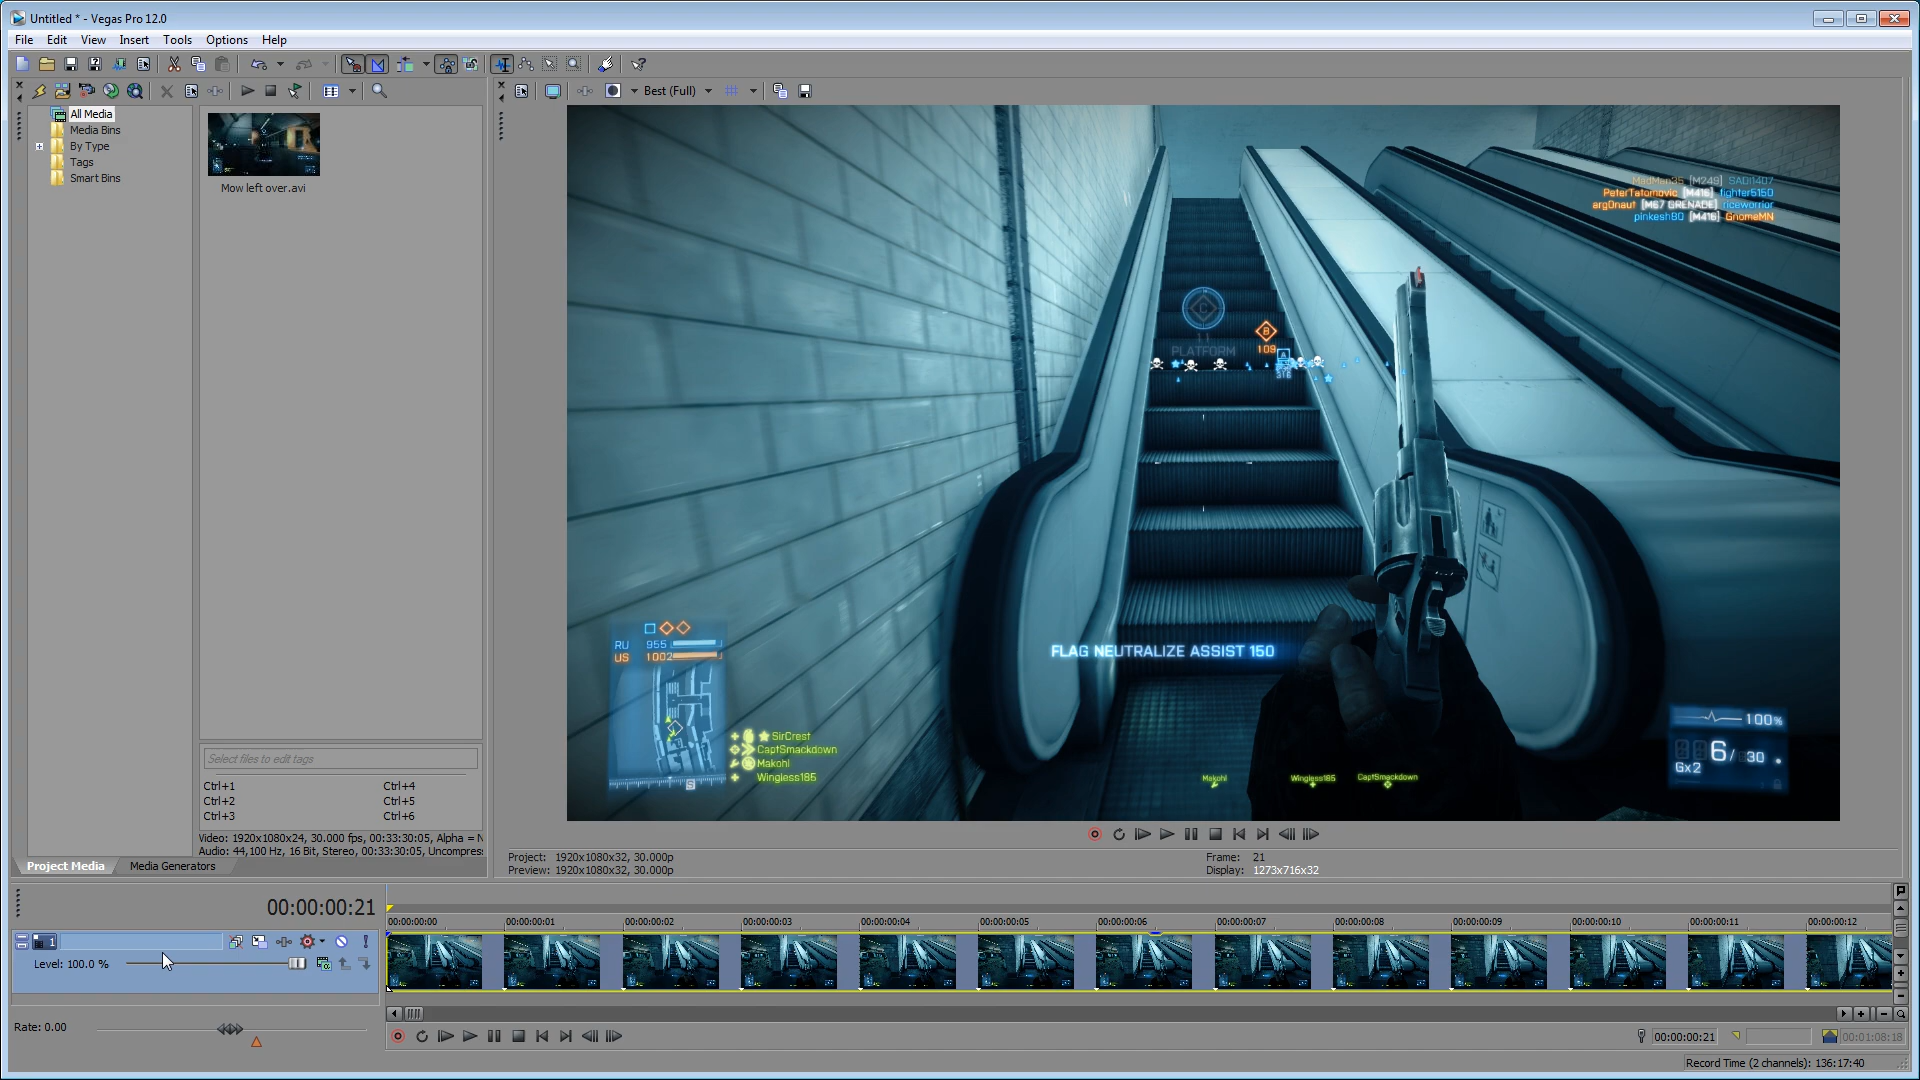 Untitled * - Vegas Pro 12.0
File Edit View Insert Tools Options Help
Best (Full)
All Media
Media Bins
By Type
Tags
Smart Bins
Mow left over.avi
Select files to edit tags
Ctrl+1 Ctrl+4
Ctrl+2 Ctrl+5
Ctrl+3 Ctrl+6
Video: 1920x1080x24, 30.000 fps, 00:33:30:05, Alpha = N
Audio: 44,100 Hz, 16 Bit, Stereo, 00:33:30:05, Uncompres
Project Media Media Generators
MadMan35 [M249] SADI1407
PeterTatomovic [M416] fighter5150
arg0naut [M67 GRENADE] riceworrior
pinkesh80 [M416] GnomeMN
C
11
PLATFORM
B
109
A
FLAG NEUTRALIZE ASSIST 150
RU 955
US 1002
S
SirCrest
CaptSmackdown
Makohl
Wingless185
Makohl Wingless185 CaptSmackdown
100%
6/30
Gx2
Project: 1920x1080x32, 30.000p
Preview: 1920x1080x32, 30.000p
Frame: 21
Display: 1273x716x32
00:00:00:21
00:00:00:00 00:00:00:01 00:00:00:02 00:00:00:03 00:00:00:04 00:00:00:05 00:00:00:06 00:00:00:07 00:00:00:08 00:00:00:09 00:00:00:10 00:00:00:11 00:00:00:12
1
Level: 100.0 %
Rate: 0.00
00:00:00:21
00:01:08:18
Record Time (2 channels): 136:17:40